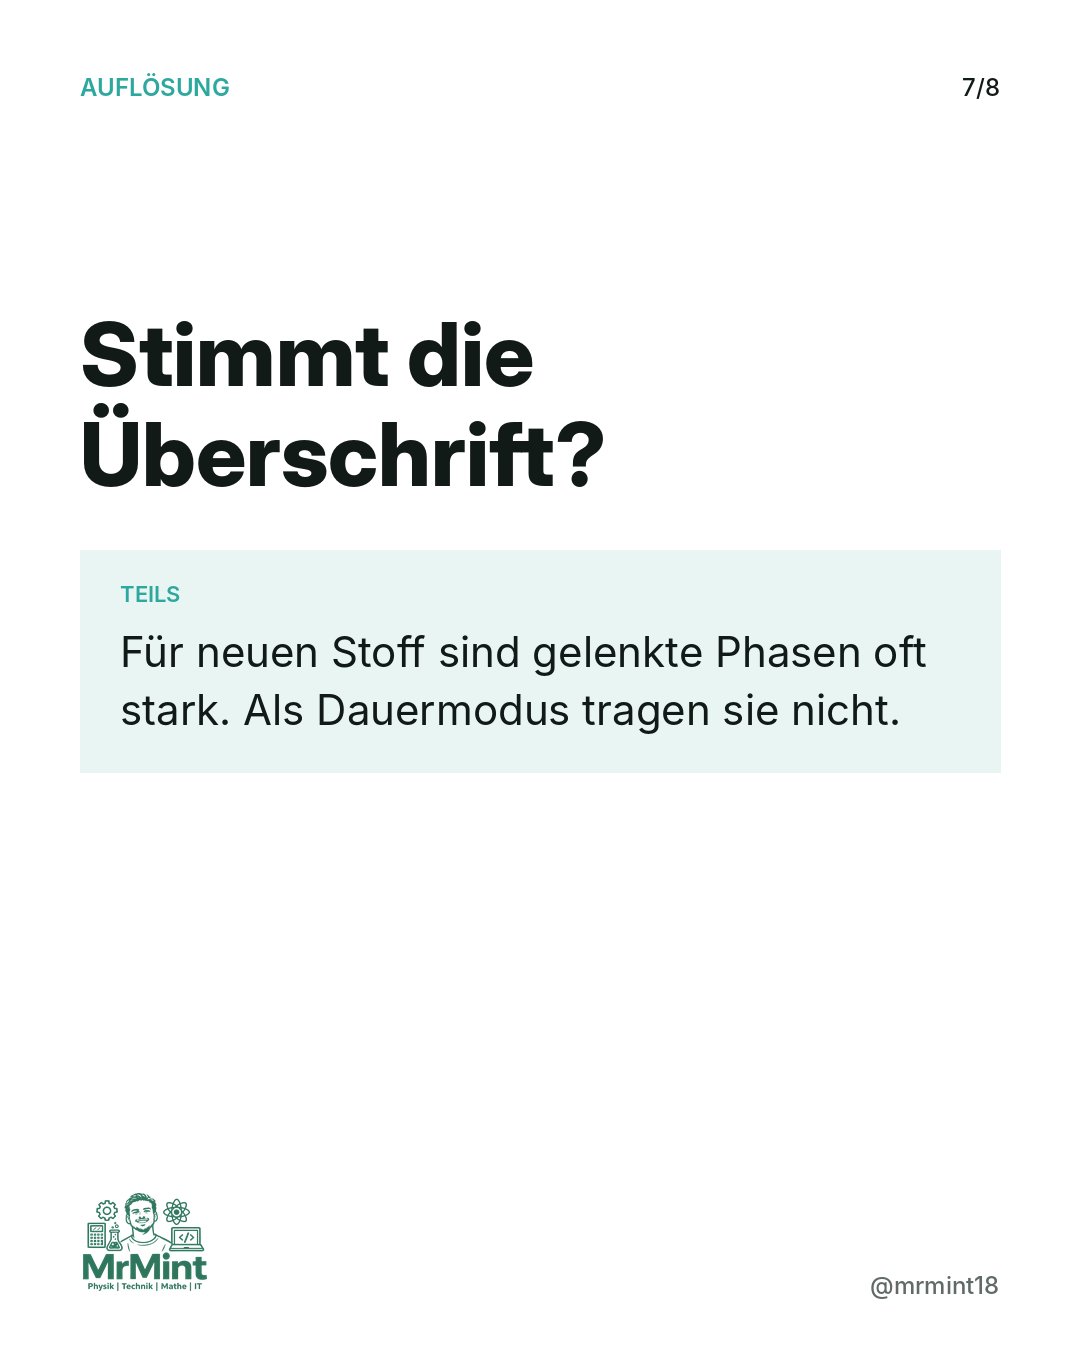 AUFLÖSUNG
7/8
Stimmt die
Überschrift?
TEILS
Für neuen Stoff sind gelenkte Phasen oft
stark. Als Dauermodus tragen sie nicht.
MrMint
Physik | Technik | Mathe | IT
@mrmint18